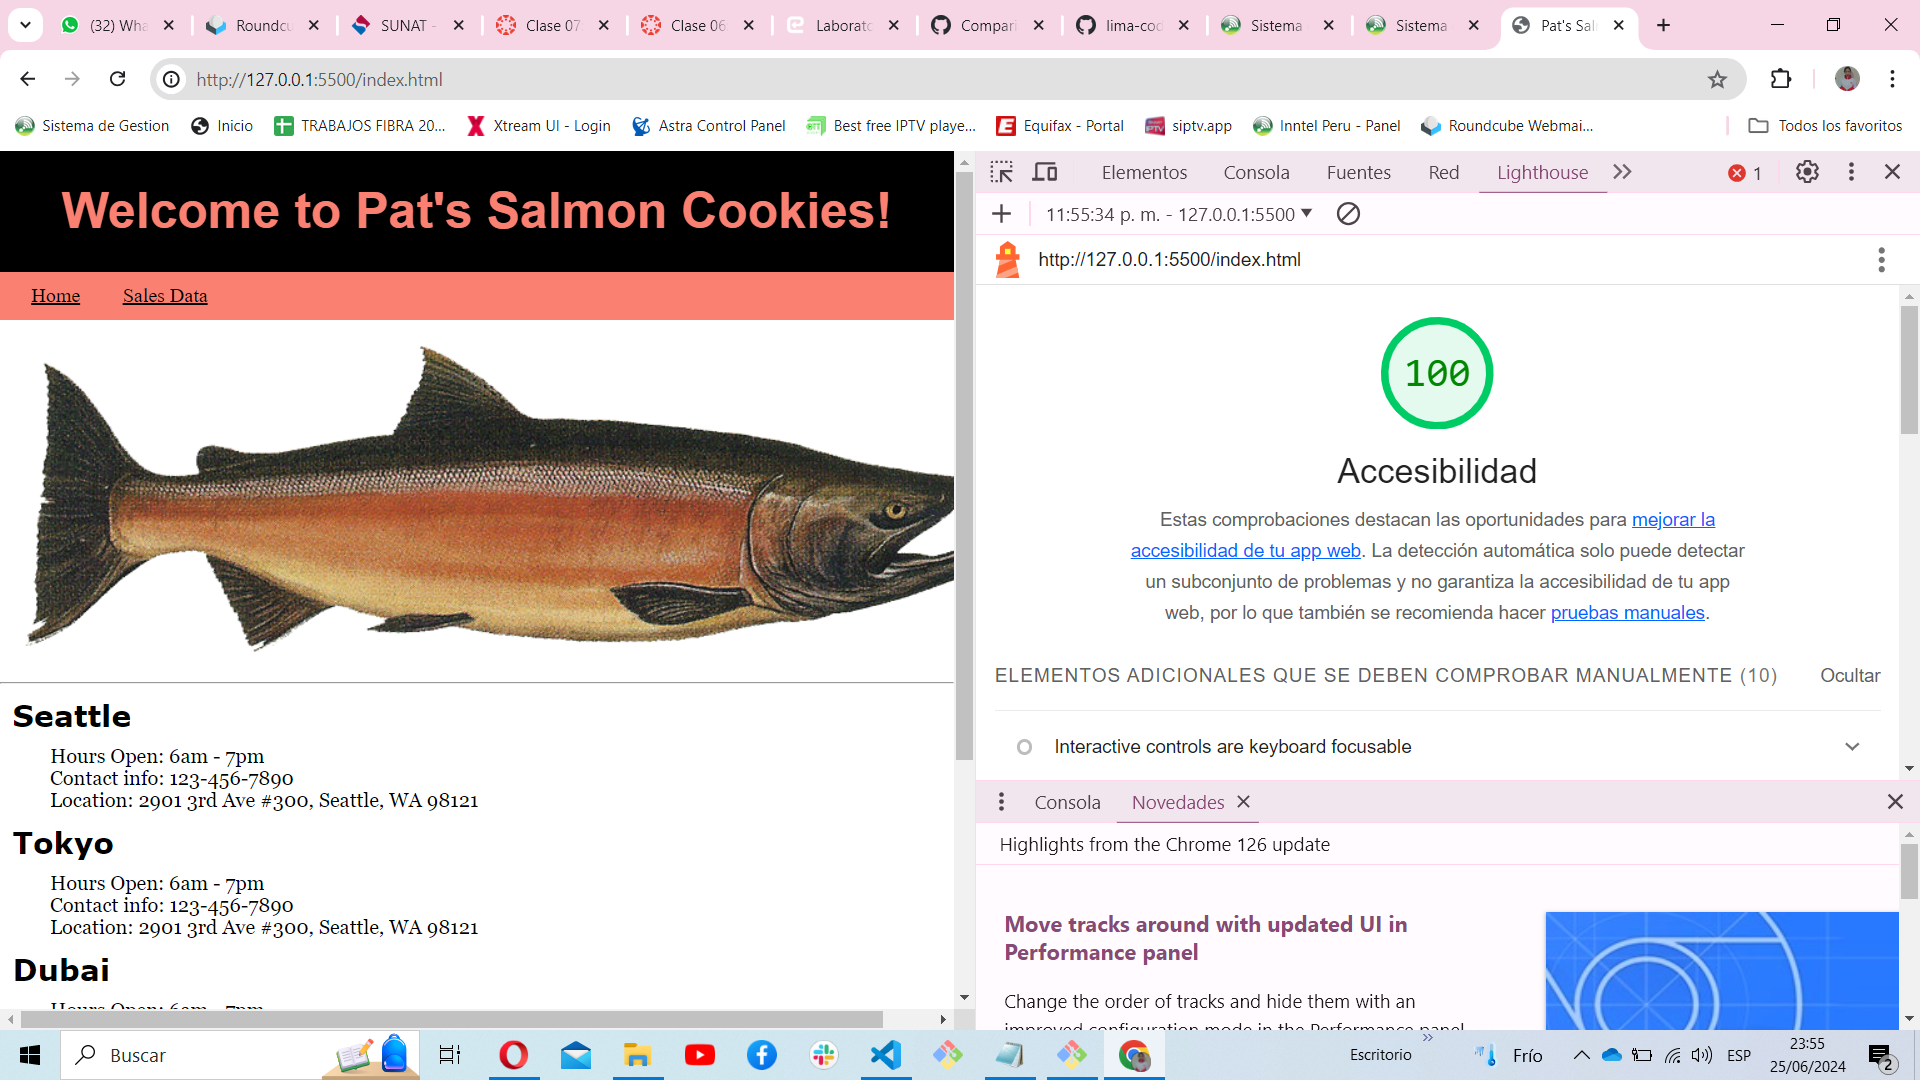 (32) Wha
Roundcu
SUNAT -
Clase 07
Clase 06
Laborato
Compari
lima-cod
Sistema
Sistema
Pat's Sal
http://127.0.0.1:5500/index.html
Sistema de Gestion
Inicio
TRABAJOS FIBRA 20...
Xtream UI - Login
Astra Control Panel
Best free IPTV playe...
Equifax - Portal
siptv.app
Inntel Peru - Panel
Roundcube Webmai...
Todos los favoritos
Welcome to Pat's Salmon Cookies!
Home
Sales Data
Seattle
Hours Open: 6am - 7pm
Contact info: 123-456-7890
Location: 2901 3rd Ave #300, Seattle, WA 98121
Tokyo
Hours Open: 6am - 7pm
Contact info: 123-456-7890
Location: 2901 3rd Ave #300, Seattle, WA 98121
Dubai
Hours Open: 6am - 7pm
Elementos
Consola
Fuentes
Red
Lighthouse
1
11:55:34 p. m. - 127.0.0.1:5500
http://127.0.0.1:5500/index.html
100
Accesibilidad
Estas comprobaciones destacan las oportunidades para mejorar la
accesibilidad de tu app web. La detección automática solo puede detectar
un subconjunto de problemas y no garantiza la accesibilidad de tu app
web, por lo que también se recomienda hacer pruebas manuales.
ELEMENTOS ADICIONALES QUE SE DEBEN COMPROBAR MANUALMENTE (10)
Ocultar
Interactive controls are keyboard focusable
Consola
Novedades
Highlights from the Chrome 126 update
Move tracks around with updated UI in
Performance panel
Change the order of tracks and hide them with an
improved configuration mode in the Performance panel
Buscar
Escritorio
Frío
ESP
23:55
25/06/2024
2